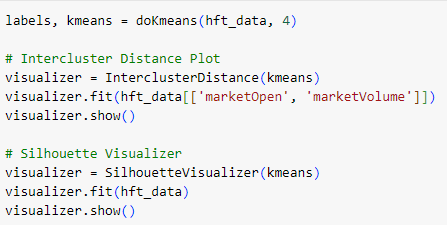 labels, kmeans = doKmeans(hft_data, 4)
# Intercluster Distance Plot
visualizer = InterclusterDistance(kmeans)
visualizer.fit(hft_data[['marketOpen', 'marketVolume']])
visualizer.show()
# Silhouette Visualizer
visualizer = SilhouetteVisualizer(kmeans)
visualizer.fit(hft_data)
visualizer.show()